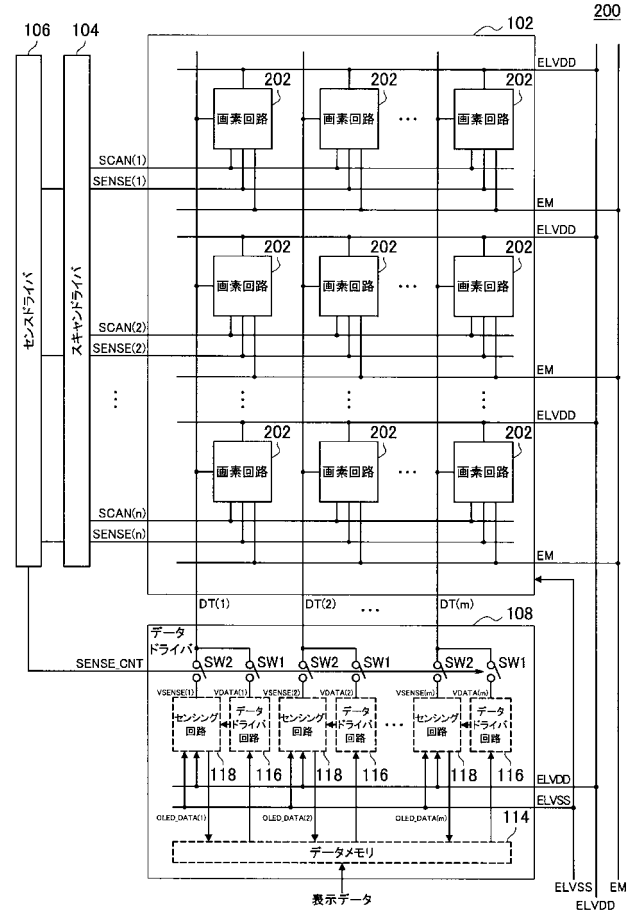 200
106
104
102
ELVDD
202
202
202
画素回路
画素回路
...
画素回路
SCAN(1)
SENSE(1)
EM
ELVDD
202
202
202
画素回路
画素回路
...
画素回路
センスドライバ
スキャンドライバ
SCAN(2)
SENSE(2)
EM
ELVDD
202
202
202
画素回路
画素回路
...
画素回路
SCAN(n)
SENSE(n)
EM
DT(1)
DT(2)
...
DT(m)
108
データ
ドライバ
SENSE_CNT
SW2
SW1
SW2
SW1
SW2
SW1
VSENSE(1)
VDATA(1)
VSENSE(2)
VDATA(2)
VSENSE(m)
VDATA(m)
センシング
回路
データ
ドライバ
回路
センシング
回路
データ
ドライバ
回路
...
センシング
回路
データ
ドライバ
回路
118
116
118
116
118
116
ELVDD
ELVSS
OLED_DATA(1)
OLED_DATA(2)
OLED_DATA(m)
114
データメモリ
表示データ
ELVSS
EM
ELVDD